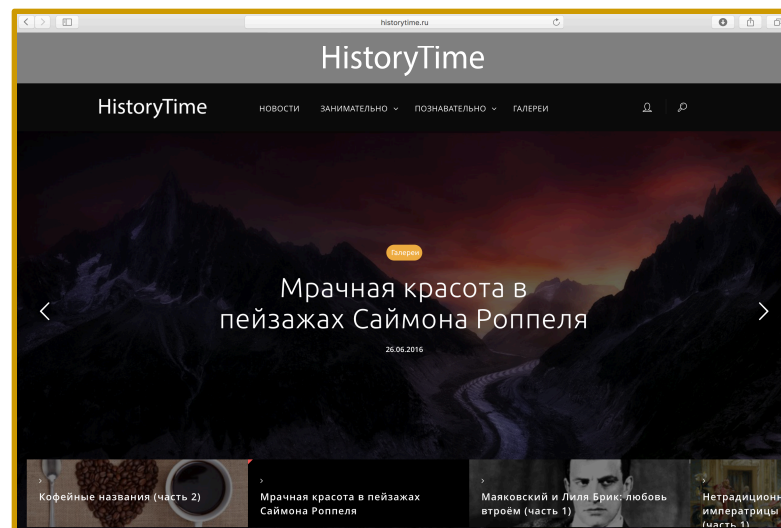 historytime.ru
HistoryTime
HistoryTime
НОВОСТИ ЗАНИМАТЕЛЬНО ПОЗНАВАТЕЛЬНО ГАЛЕРЕИ
Галереи
Мрачная красота в
пейзажах Саймона Роппеля
26.06.2016
Кофейные названия (часть 2)
Мрачная красота в пейзажах
Саймона Роппеля
Маяковский и Лиля Брик: любовь
втроём (часть 1)
Нетрадиционн
императрицы
(часть 1)